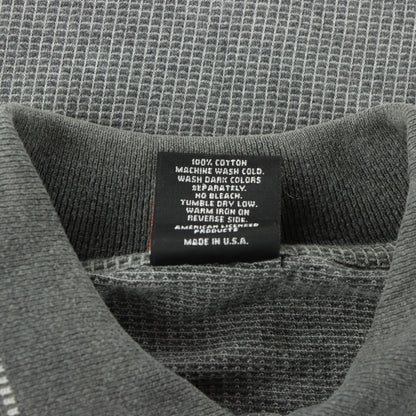 100% COTTON
MACHINE WASH COLD.
WASH DARK COLORS
SEPARATELY.
NO BLEACH.
TUMBLE DRY LOW.
WARM IRON ON
REVERSE SIDE.
AMERICAN LICENSED
PRODUCTS
MADE IN U.S.A.